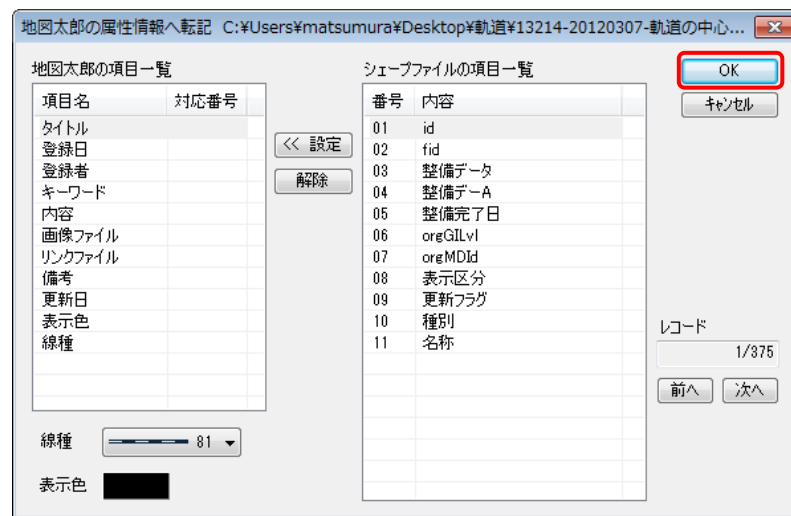 地図太郎の属性情報へ転記 C:¥Users¥matsumura¥Desktop¥軌道¥13214-20120307-軌道の中心...
地図太郎の項目一覧
項目名 対応番号
タイトル
登録日
登録者
キーワード
内容
画像ファイル
リンクファイル
備考
更新日
表示色
線種
<< 設定
解除
シェープファイルの項目一覧
番号 内容
01 id
02 fid
03 整備データ
04 整備デーA
05 整備完了日
06 orgGILvl
07 orgMDId
08 表示区分
09 更新フラグ
10 種別
11 名称
OK
キャンセル
レコード
1/375
前へ 次へ
線種 81
表示色